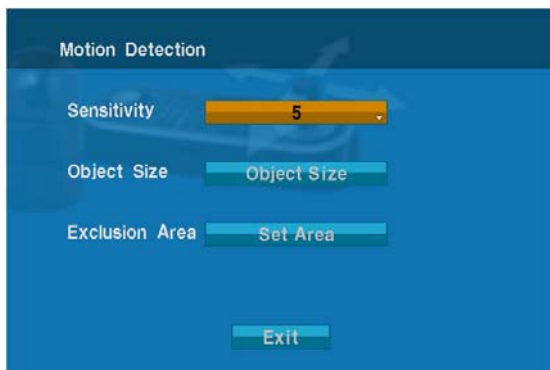 Motion Detection
Sensitivity 5
Object Size Object Size
Exclusion Area Set Area
Exit